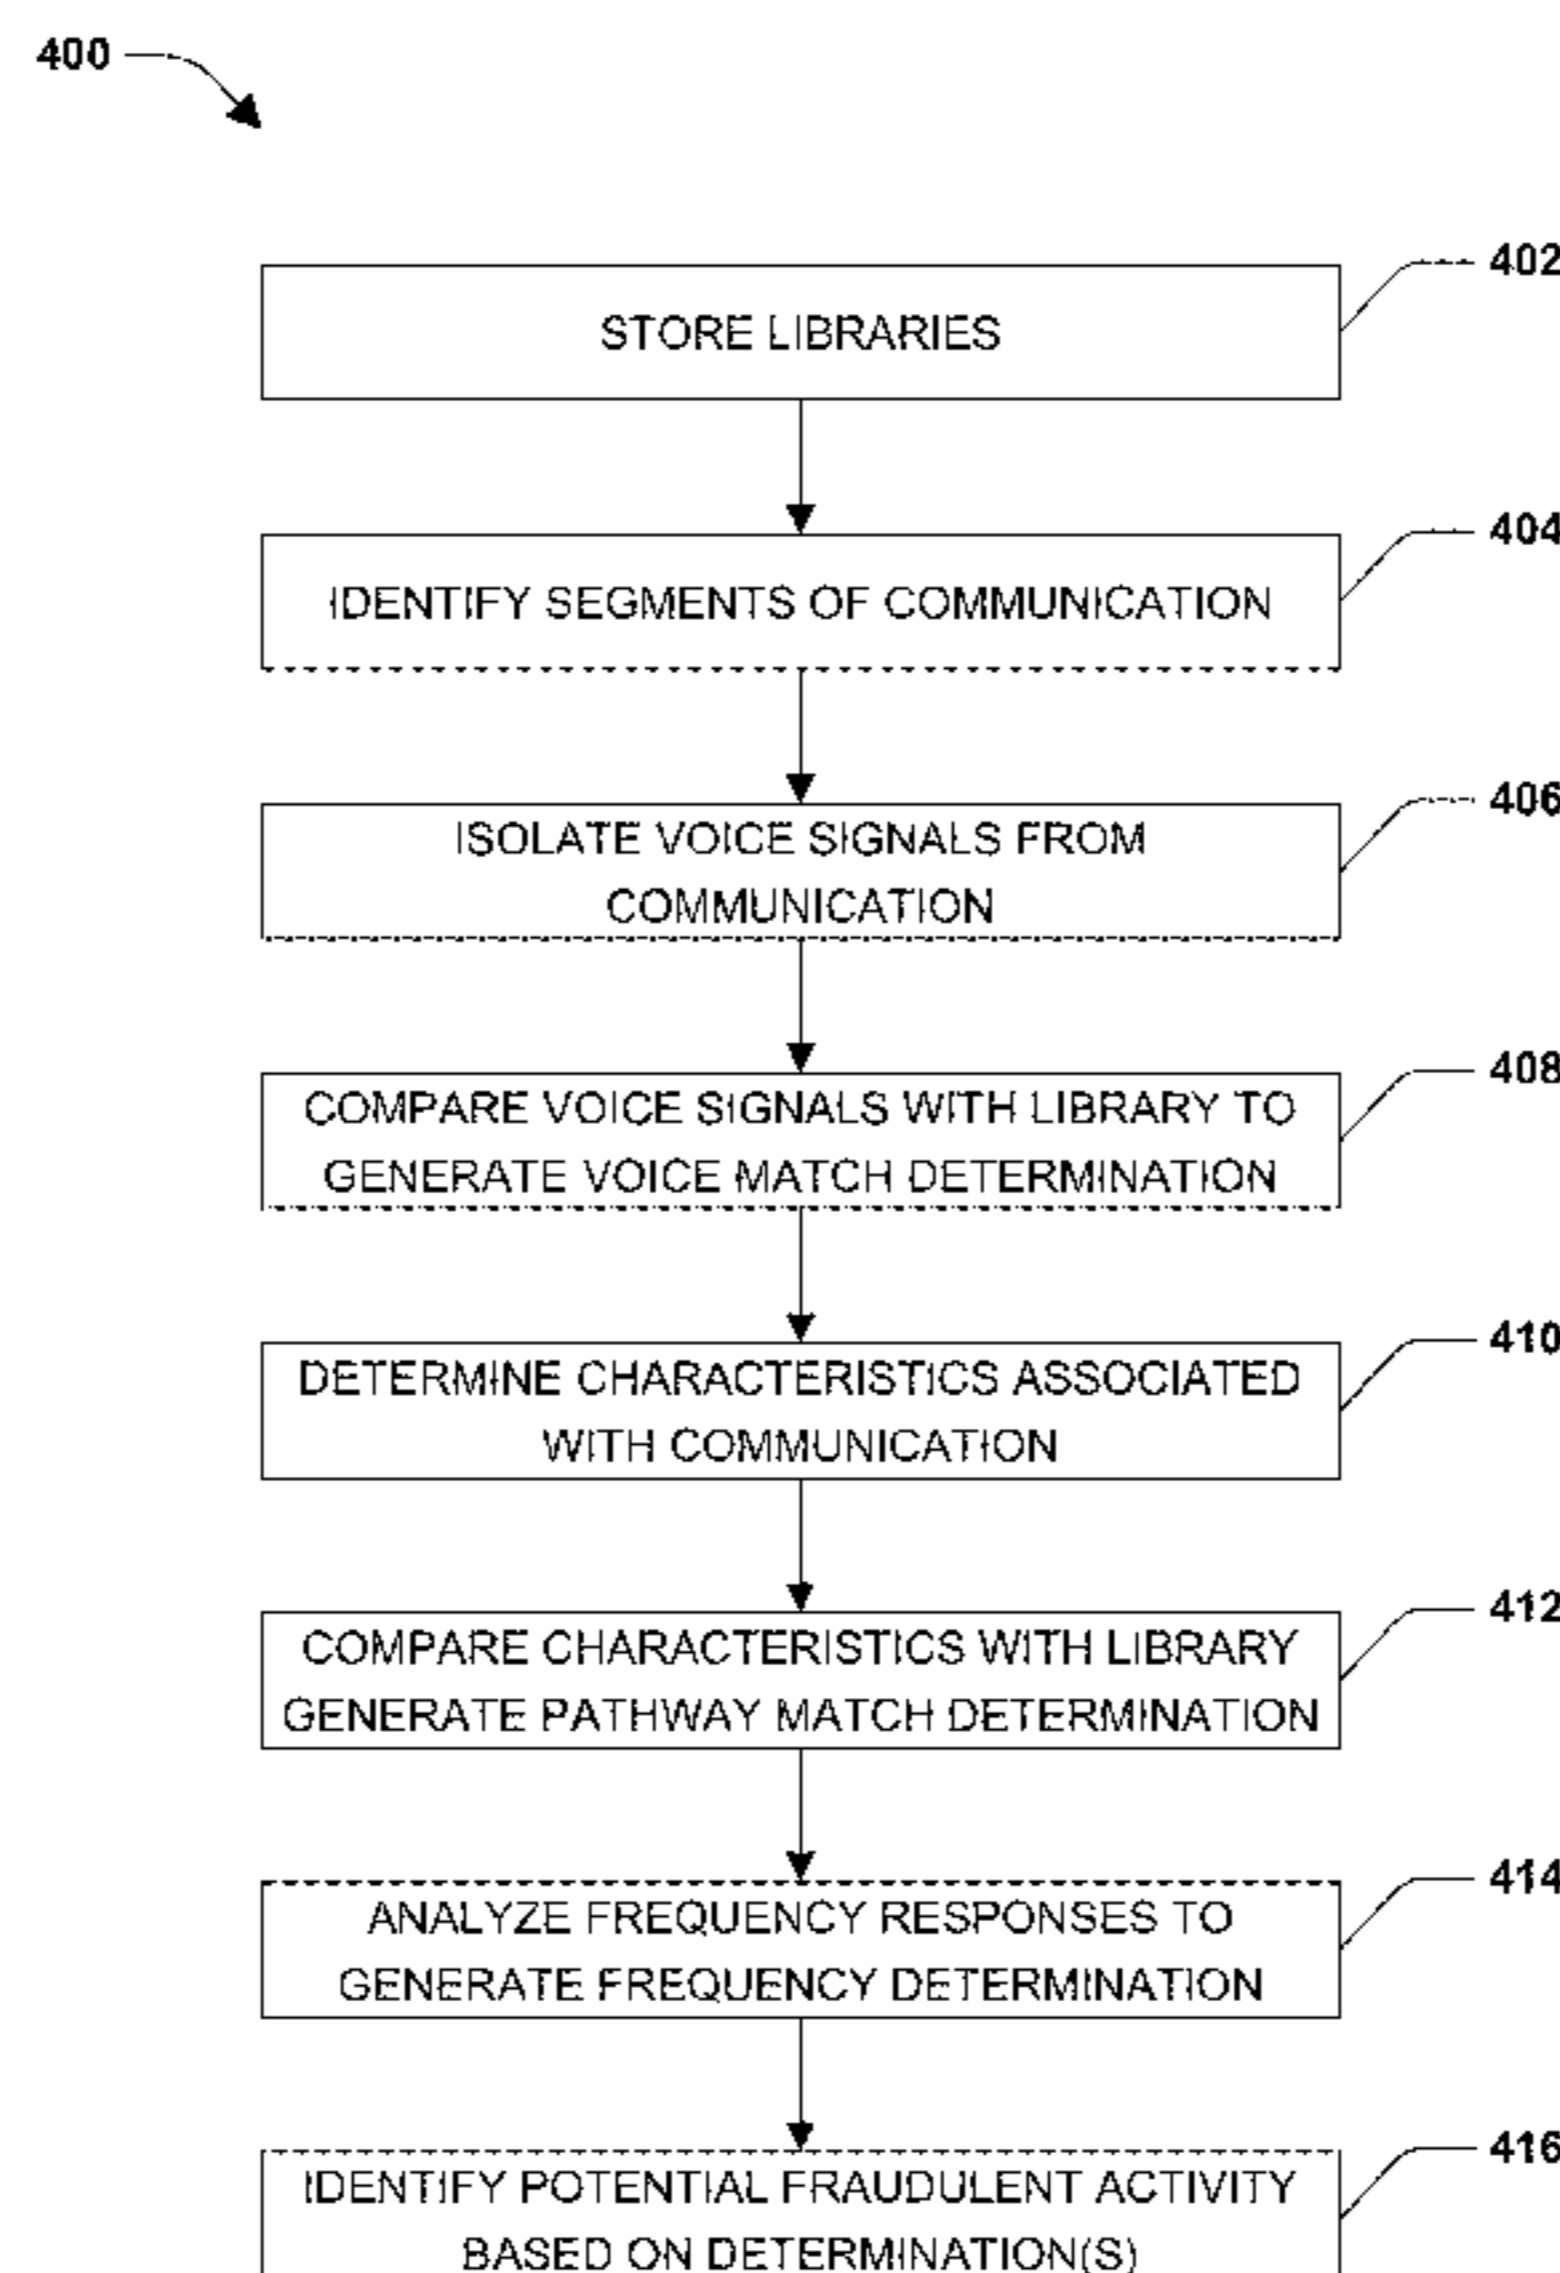 400
402
STORE LIBRARIES
404
IDENTIFY SEGMENTS OF COMMUNICATION
406
ISOLATE VOICE SIGNALS FROM
COMMUNICATION
408
COMPARE VOICE SIGNALS WITH LIBRARY TO
GENERATE VOICE MATCH DETERMINATION
410
DETERMINE CHARACTERISTICS ASSOCIATED
WITH COMMUNICATION
412
COMPARE CHARACTERISTICS WITH LIBRARY
GENERATE PATHWAY MATCH DETERMINATION
414
ANALYZE FREQUENCY RESPONSES TO
GENERATE FREQUENCY DETERMINATION
416
IDENTIFY POTENTIAL FRAUDULENT ACTIVITY
BASED ON DETERMINATION(S)